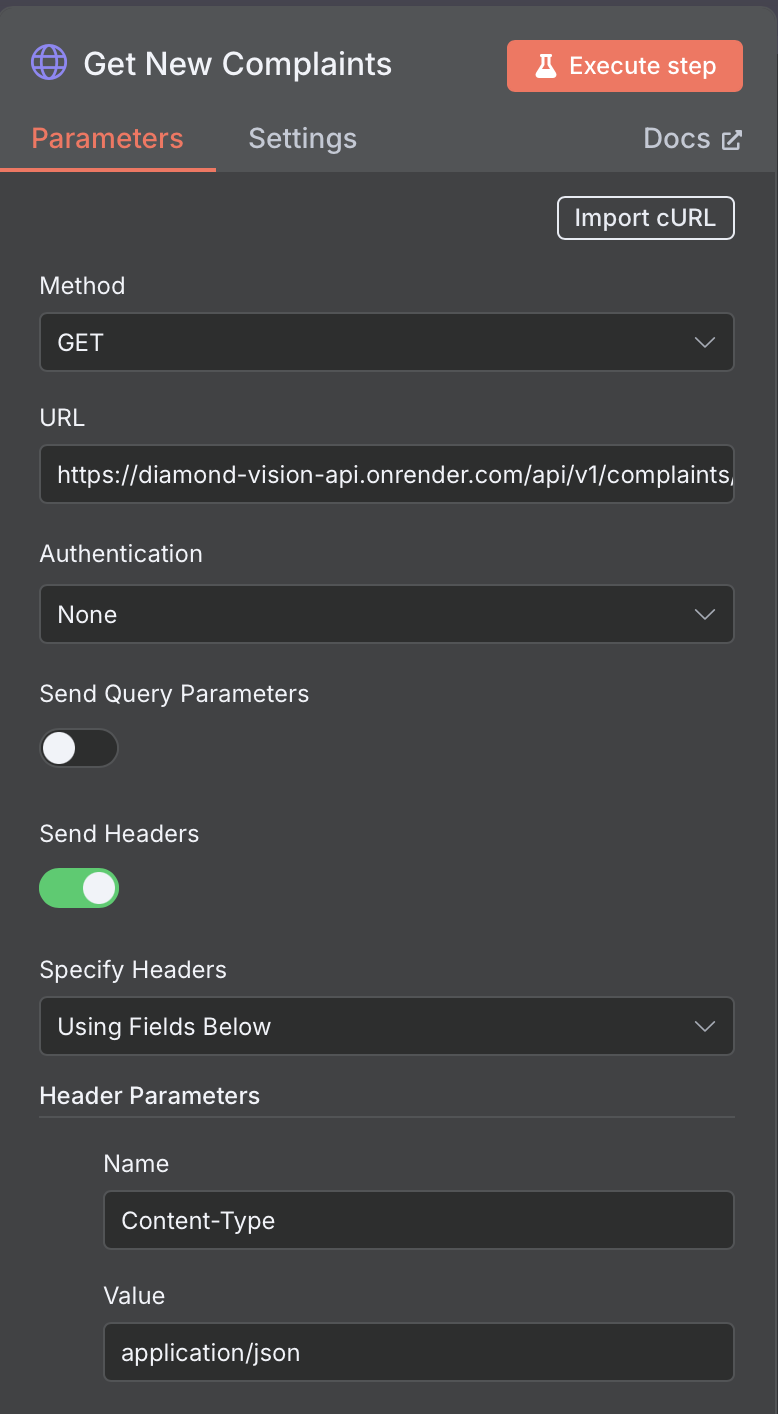 Get New Complaints
Execute step
Parameters
Settings
Docs
Import cURL
Method
GET
URL
https://diamond-vision-api.onrender.com/api/v1/complaints/
Authentication
None
Send Query Parameters
Send Headers
Specify Headers
Using Fields Below
Header Parameters
Name
Content-Type
Value
application/json